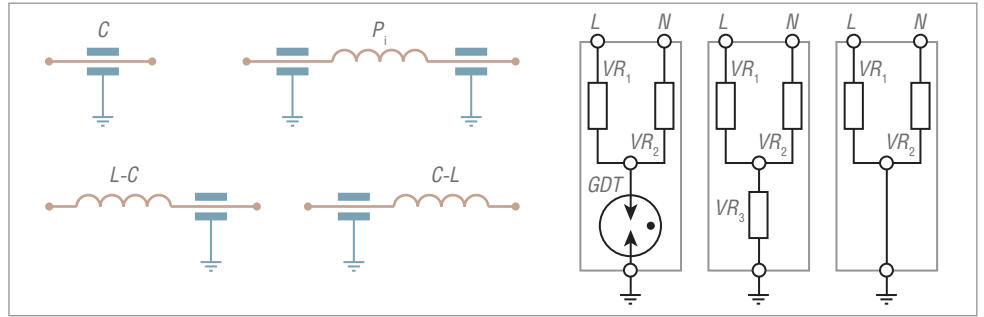 C
Pi
L-C
C-L
L N
VR1
VR2
GDT
L N
VR1
VR2
VR3
L N
VR1
VR2